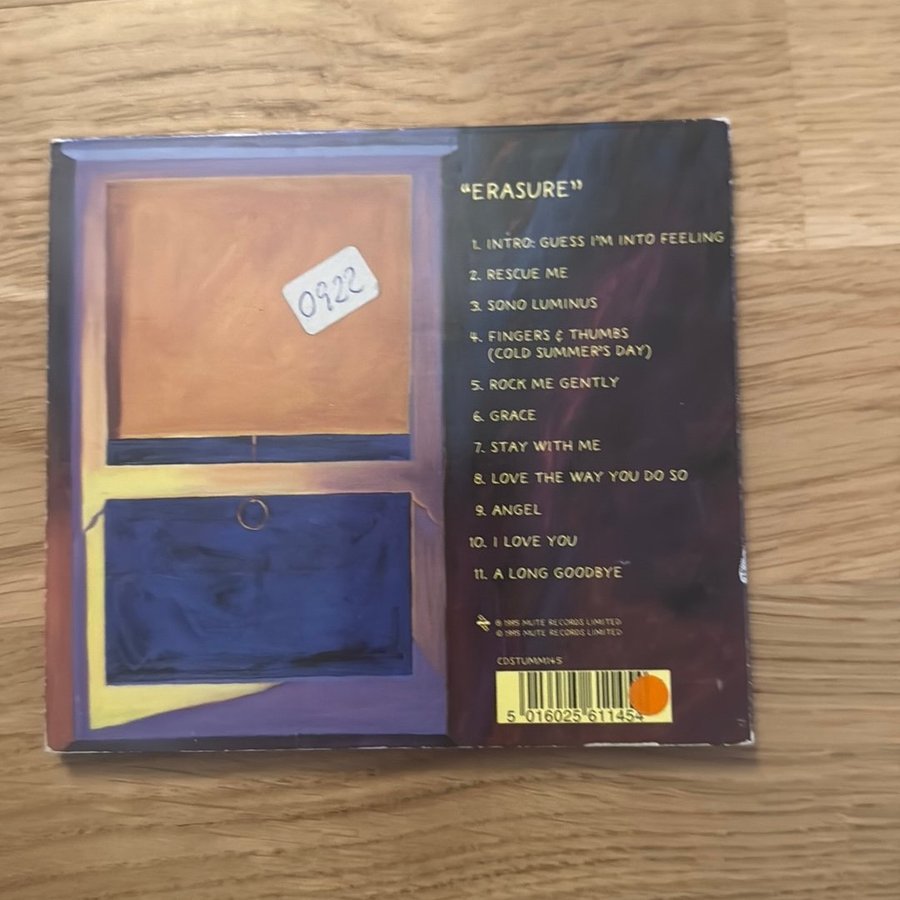 0922
“ERASURE”
1. INTRO: GUESS I'M INTO FEELING
2. RESCUE ME
3. SONO LUMINUS
4. FINGERS & THUMBS
(COLD SUMMER'S DAY)
5. ROCK ME GENTLY
6. GRACE
7. STAY WITH ME
8. LOVE THE WAY YOU DO SO
9. ANGEL
10. I LOVE YOU
11. A LONG GOODBYE
℗ 1995 MUTE RECORDS LIMITED
© 1995 MUTE RECORDS LIMITED
CDSTUMM145
5 016025 611454